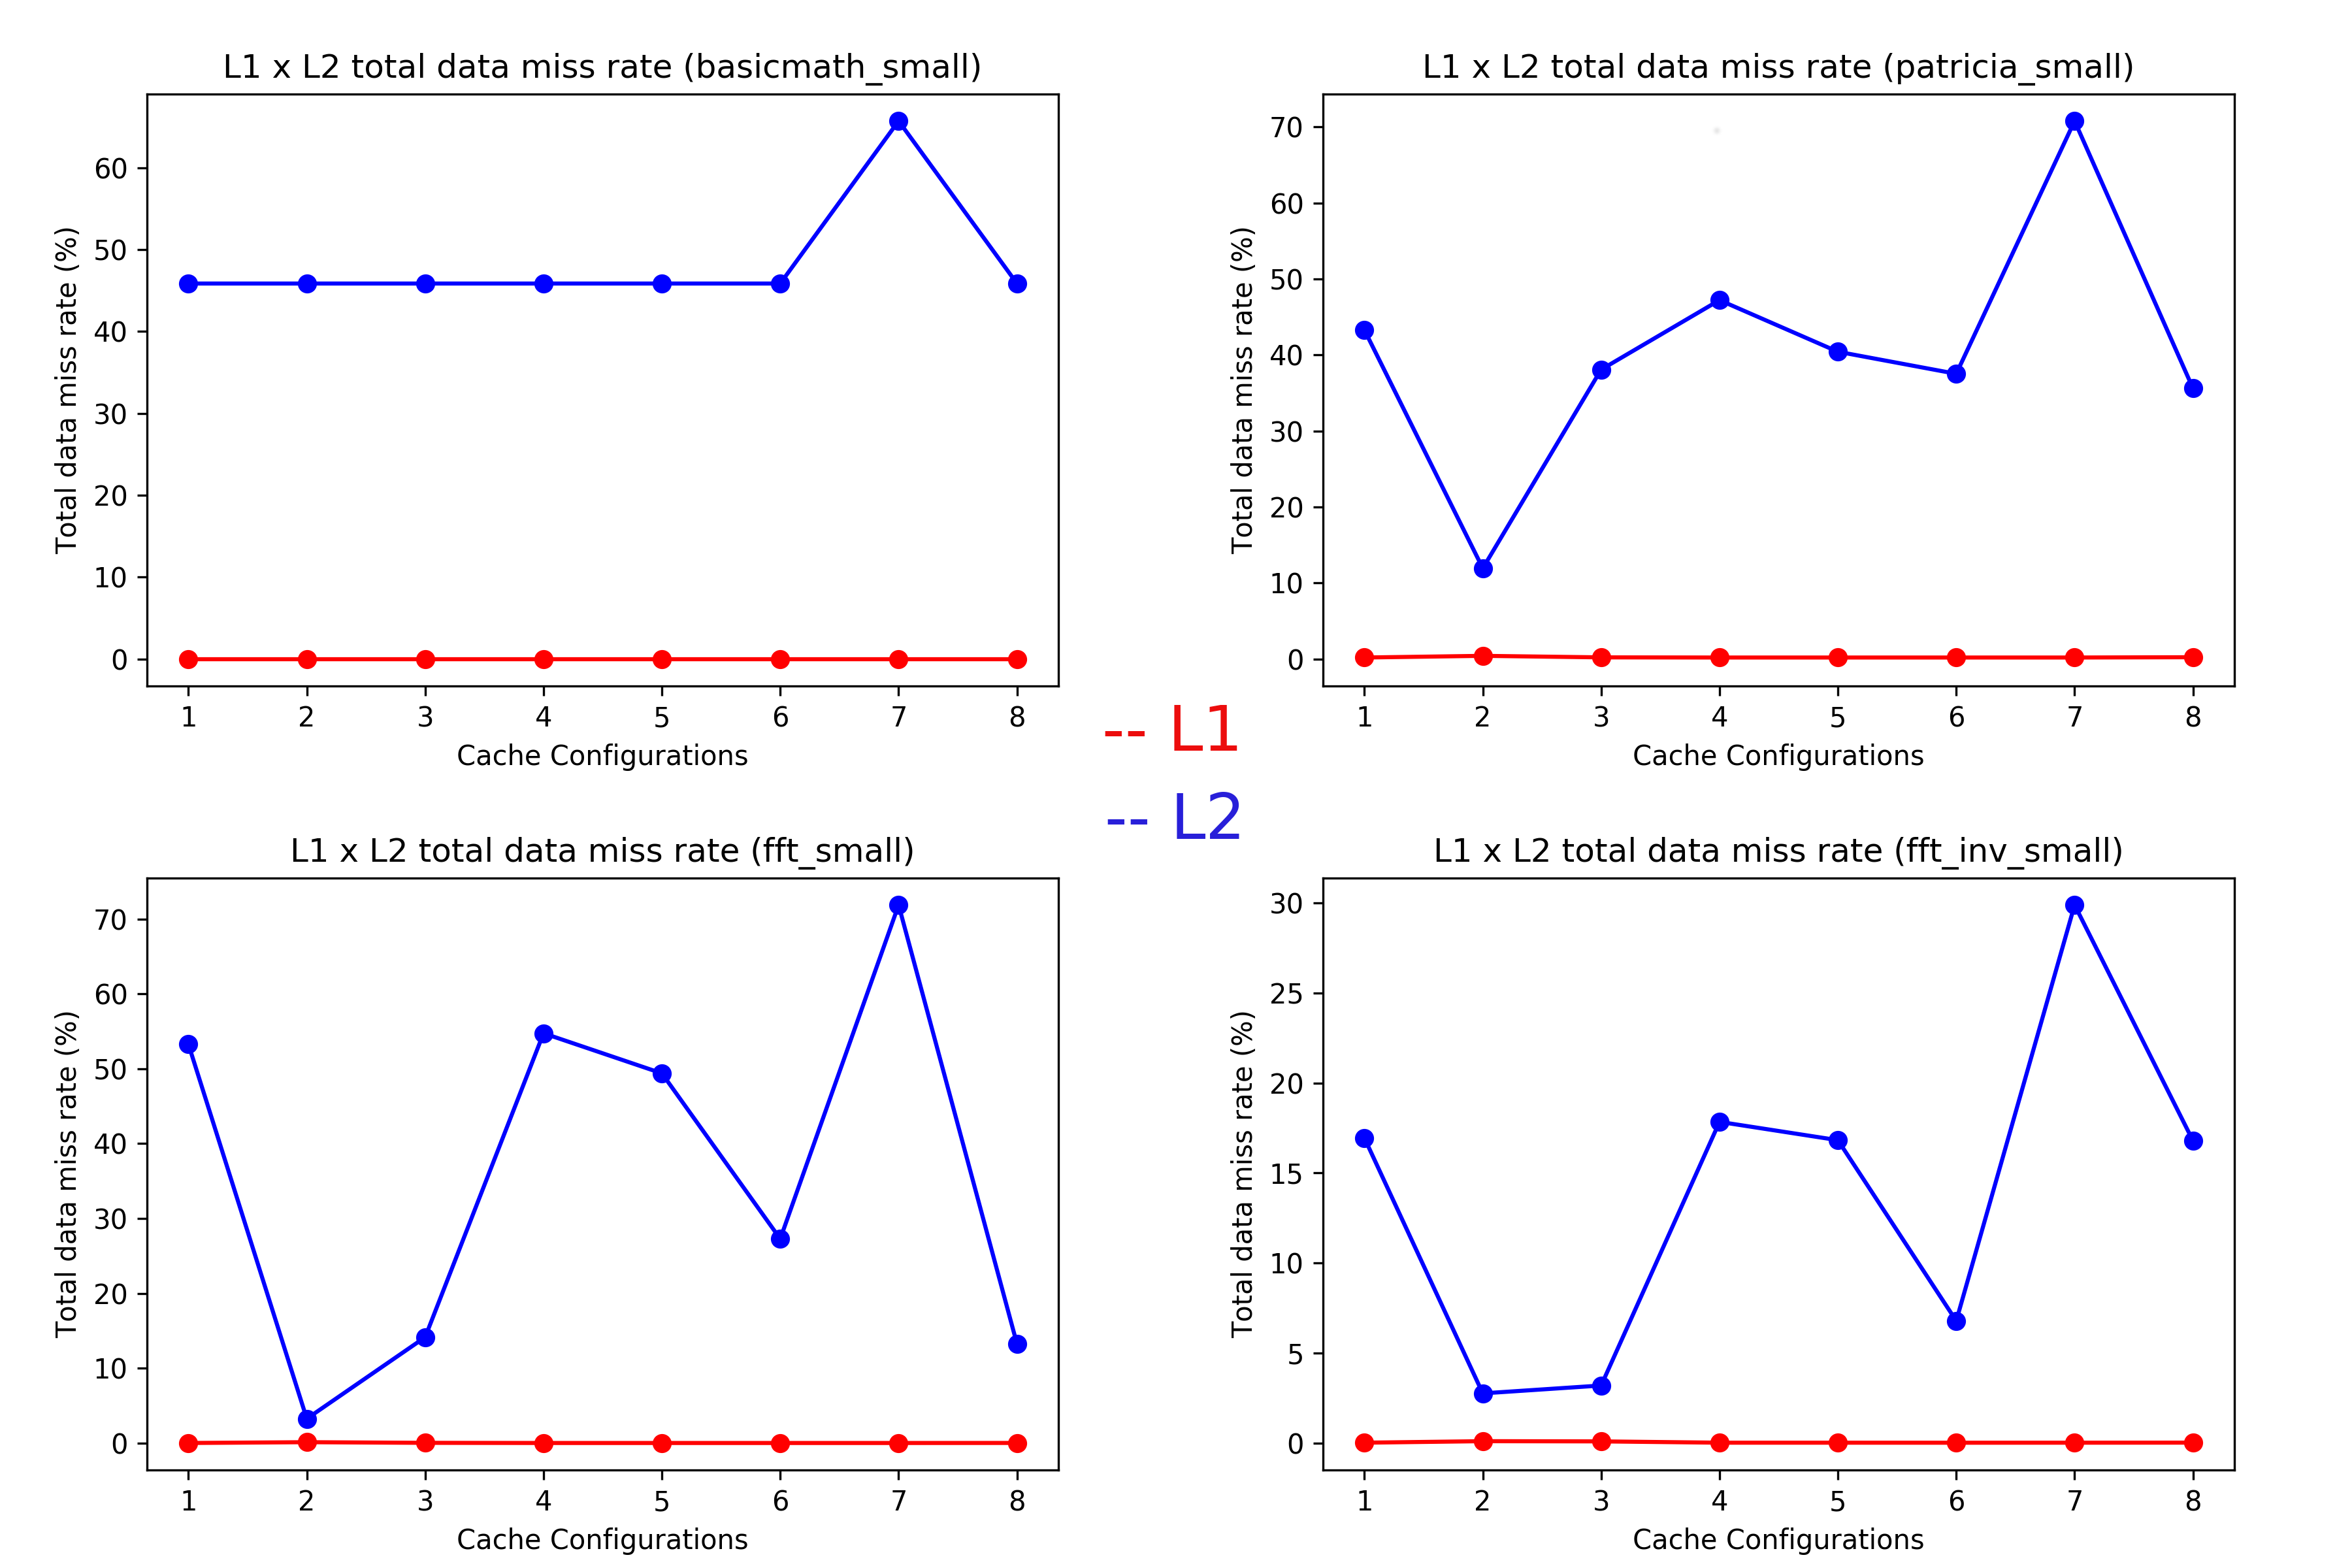 L1 x L2 total data miss rate (basicmath_small)
Total data miss rate (%)
60
50
40
30
20
10
0
1 2 3 4 5 6 7 8
Cache Configurations
L1 x L2 total data miss rate (patricia_small)
Total data miss rate (%)
70
60
50
40
30
20
10
0
1 2 3 4 5 6 7 8
Cache Configurations
-- L1
-- L2
L1 x L2 total data miss rate (fft_small)
Total data miss rate (%)
70
60
50
40
30
20
10
0
1 2 3 4 5 6 7 8
Cache Configurations
L1 x L2 total data miss rate (fft_inv_small)
Total data miss rate (%)
30
25
20
15
10
5
0
1 2 3 4 5 6 7 8
Cache Configurations